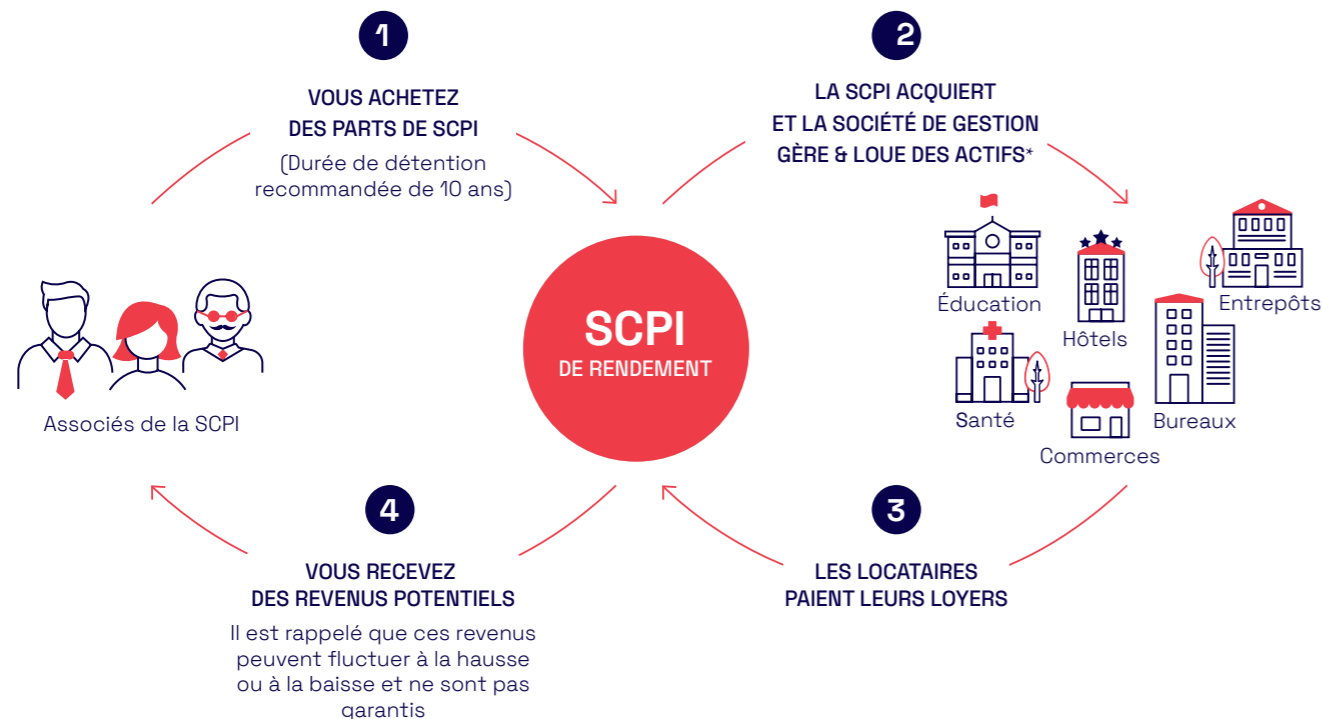 1
VOUS ACHETEZ
DES PARTS DE SCPI
(Durée de détention
recommandée de 10 ans)
2
LA SCPI ACQUIERT
ET LA SOCIÉTÉ DE GESTION
GÈRE & LOUE DES ACTIFS*
Éducation
Hôtels
Entrepôts
Santé
Commerces
Bureaux
SCPI
DE RENDEMENT
Associés de la SCPI
3
LES LOCATAIRES
PAIENT LEURS LOYERS
4
VOUS RECEVEZ
DES REVENUS POTENTIELS
Il est rappelé que ces revenus
peuvent fluctuer à la hausse
ou à la baisse et ne sont pas
garantis